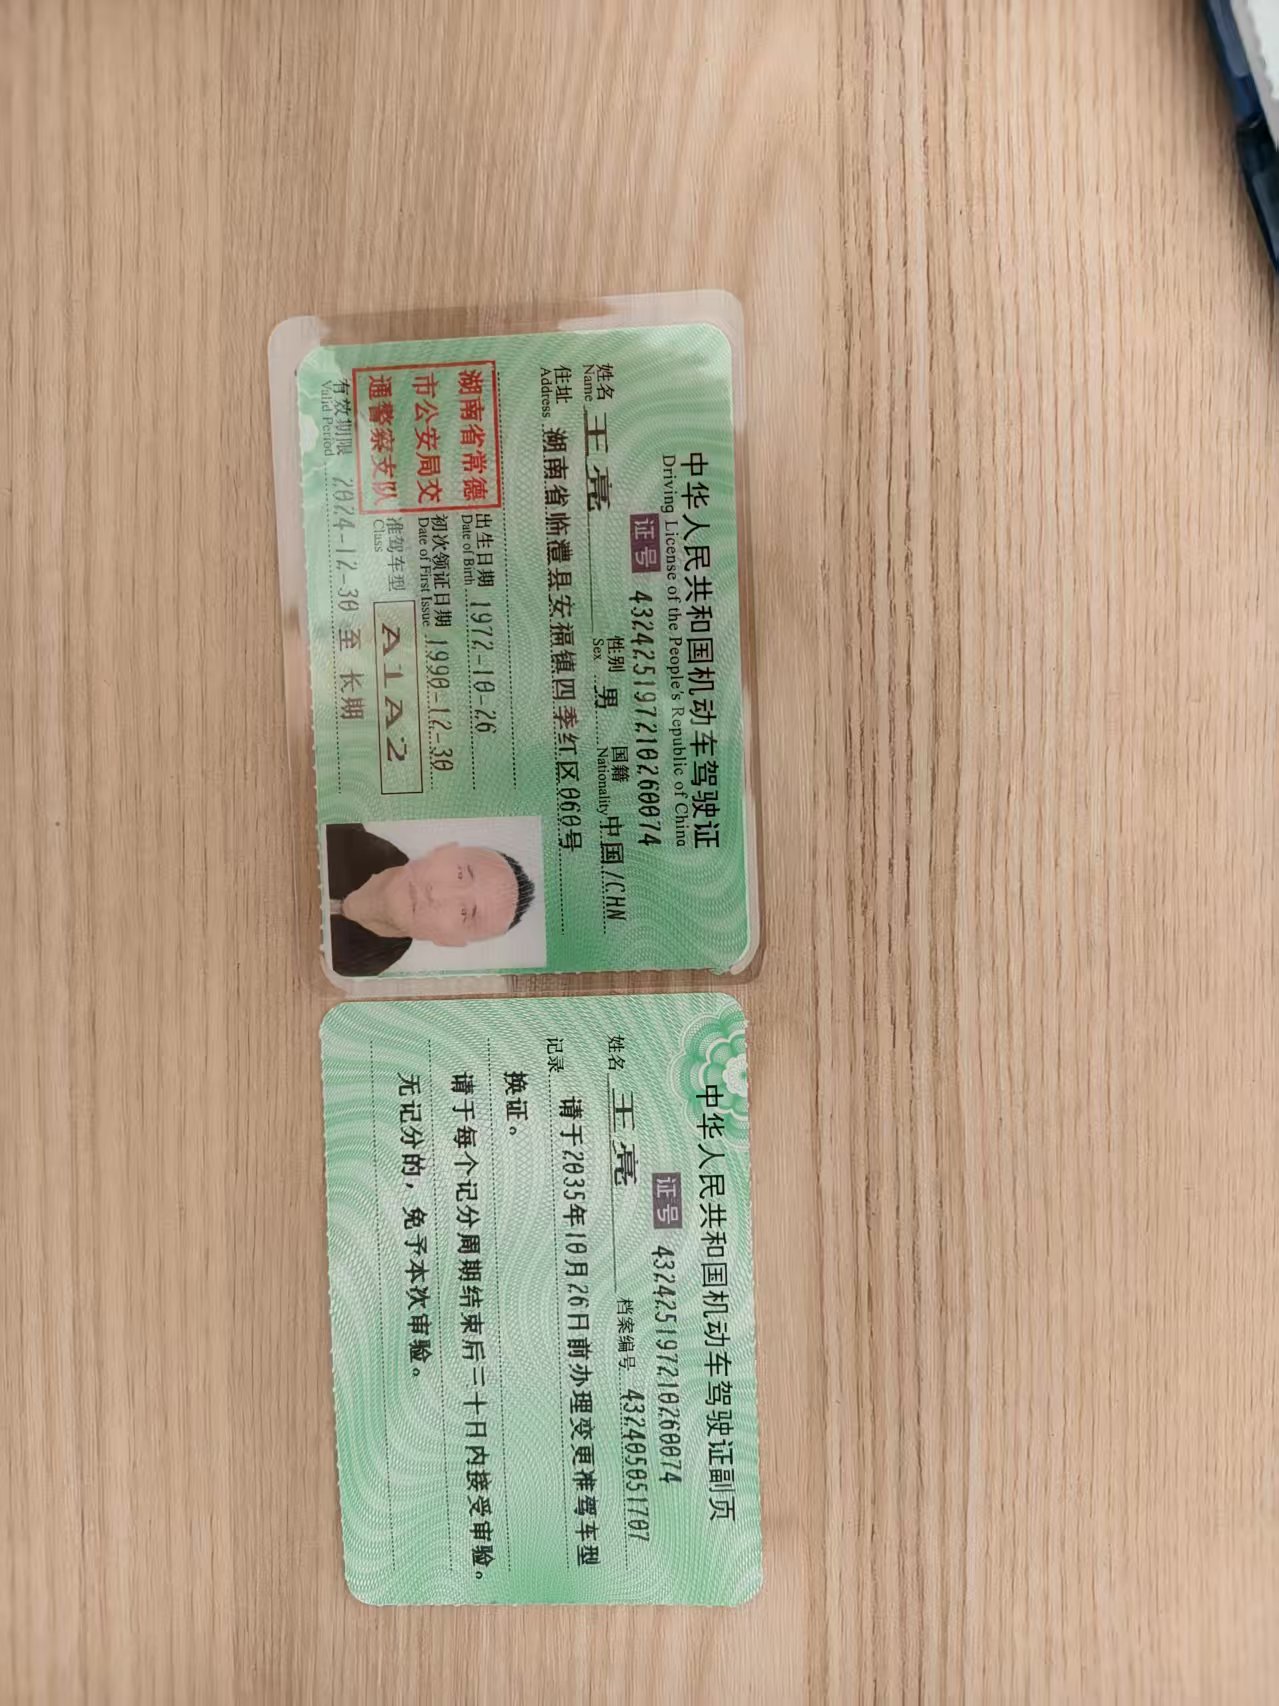 中华人民共和国机动车驾驶证
Driving License of the People's Republic of China
证号 432425197210260074
姓名 王亮 性别 男 国籍 中国/CHN
Name Sex Nationality
住址 湖南省临澧县安福镇四季红区060号
Address
湖南省常德
市公安局交
通警察支队
出生日期 1972-10-26
Date of Birth
初次领证日期 1990-12-30
Date of First Issue
准驾车型 A1A2
Class
有效期限 2024-12-30 至 长期
Valid Period
中华人民共和国机动车驾驶证副页
证号 432425197210260074
姓名 王亮 档案编号 432405051707
记录 请于2035年10月26日前办理变更准驾车型
换证。
请于每个记分周期结束后三十日内接受审验。
无记分的，免予本次审验。